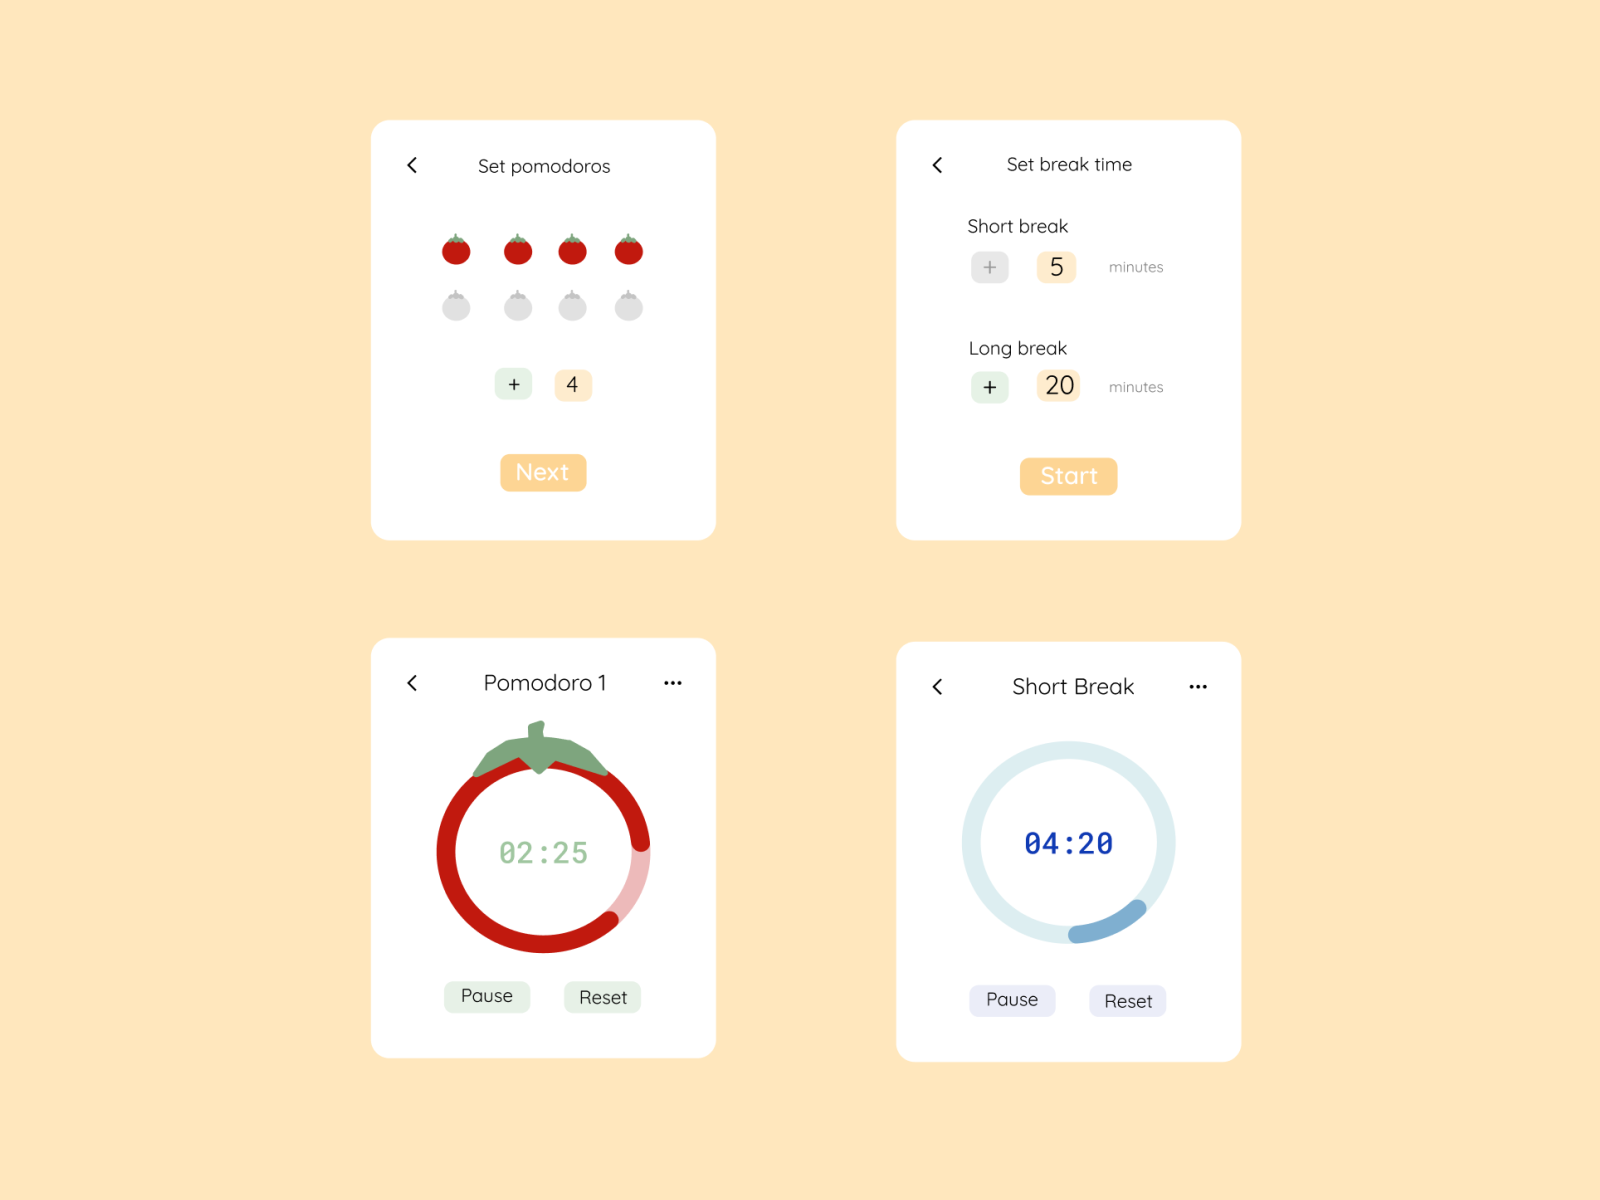 Set pomodoros
+ 4
Next
Set break time
Short break
+ 5 minutes
Long break
+ 20 minutes
Start
Pomodoro 1
02:25
Pause Reset
Short Break
04:20
Pause Reset